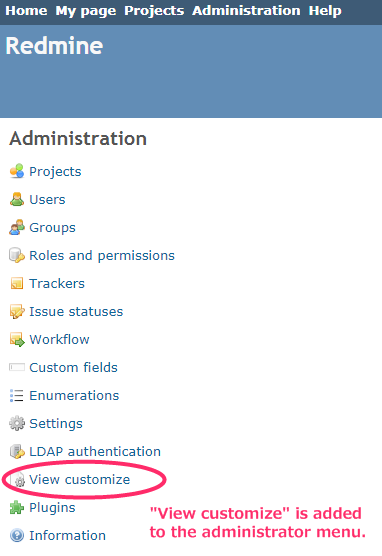 Home My page Projects Administration Help
Redmine
Administration
Projects
Users
Groups
Roles and permissions
Trackers
Issue statuses
Workflow
Custom fields
Enumerations
Settings
LDAP authentication
View customize
Plugins
Information
"View customize" is added
to the administrator menu.